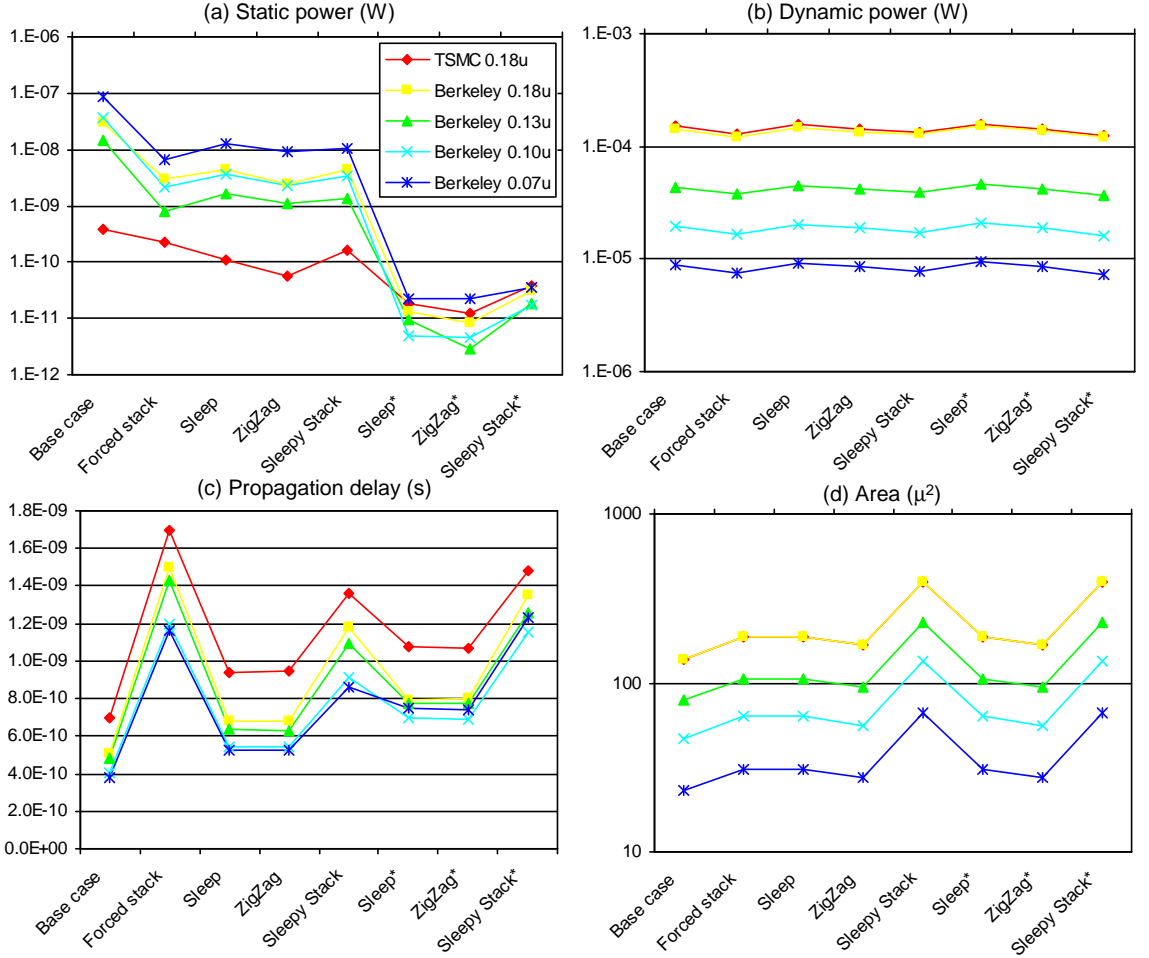 (a) Static power (W)
1.E-06
1.E-07
1.E-08
1.E-09
1.E-10
1.E-11
1.E-12
TSMC 0.18u
Berkeley 0.18u
Berkeley 0.13u
Berkeley 0.10u
Berkeley 0.07u
Base case
Forced stack
Sleep
ZigZag
Sleepy Stack
Sleep*
ZigZag*
Sleepy Stack*
(b) Dynamic power (W)
1.E-03
1.E-04
1.E-05
1.E-06
Base case
Forced stack
Sleep
ZigZag
Sleepy Stack
Sleep*
ZigZag*
Sleepy Stack*
(c) Propagation delay (s)
1.8E-09
1.6E-09
1.4E-09
1.2E-09
1.0E-09
8.0E-10
6.0E-10
4.0E-10
2.0E-10
0.0E+00
Base case
Forced stack
Sleep
ZigZag
Sleepy Stack
Sleep*
ZigZag*
Sleepy Stack*
(d) Area (μ²)
1000
100
10
Base case
Forced stack
Sleep
ZigZag
Sleepy Stack
Sleep*
ZigZag*
Sleepy Stack*